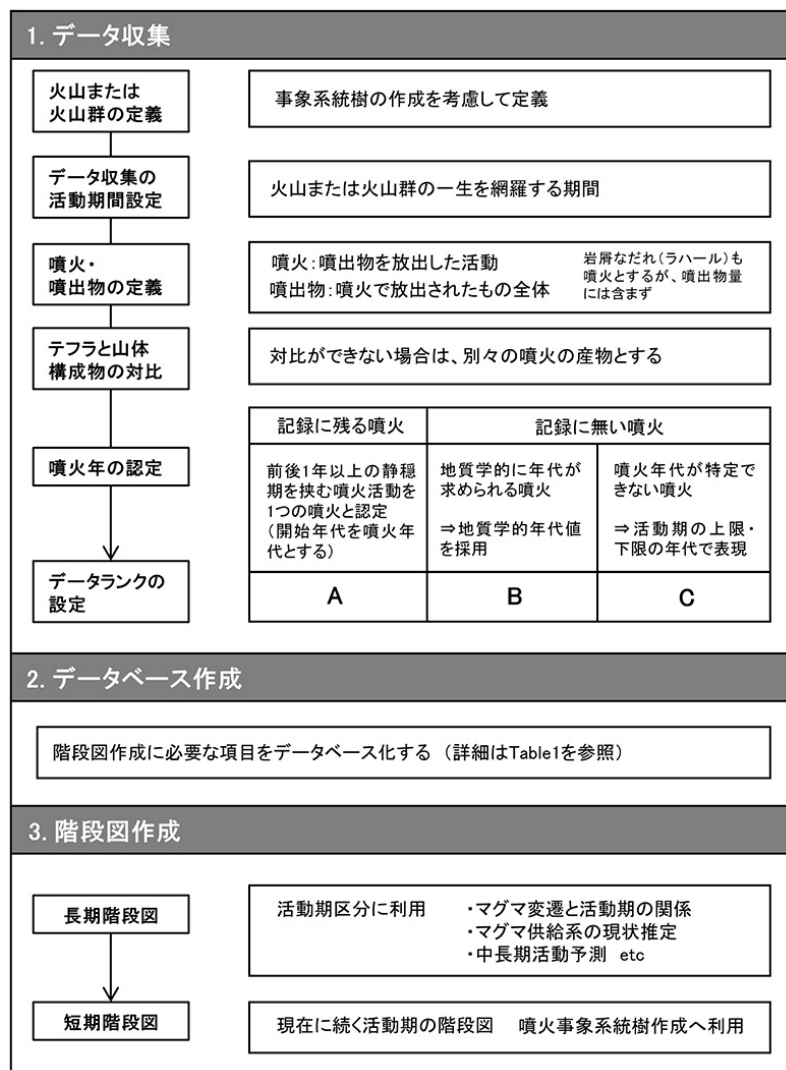 1. データ収集
火山または
火山群の定義
事象系統樹の作成を考慮して定義
データ収集の
活動期間設定
火山または火山群の一生を網羅する期間
噴火・
噴出物の定義
噴火：噴出物を放出した活動
噴出物：噴火で放出されたもの全体
岩屑なだれ（ラハール）も
噴火とするが、噴出物量
には含まず
テフラと山体
構成物の対比
対比ができない場合は、別々の噴火の産物とする
噴火年の認定
記録に残る噴火
記録に無い噴火
前後1年以上の静穏
期を挟む噴火活動を
1つの噴火と認定
（開始年代を噴火年
代とする）
地質学的に年代が
求められる噴火
⇒地質学的年代値
を採用
噴火年代が特定で
きない噴火
⇒活動期の上限・
下限の年代で表現
データランクの
設定
A
B
C
2. データベース作成
階段図作成に必要な項目をデータベース化する （詳細はTable1を参照）
3. 階段図作成
長期階段図
活動期区分に利用
・マグマ変遷と活動期の関係
・マグマ供給系の現状推定
・中長期活動予測 etc
短期階段図
現在に続く活動期の階段図 噴火事象系統樹作成へ利用